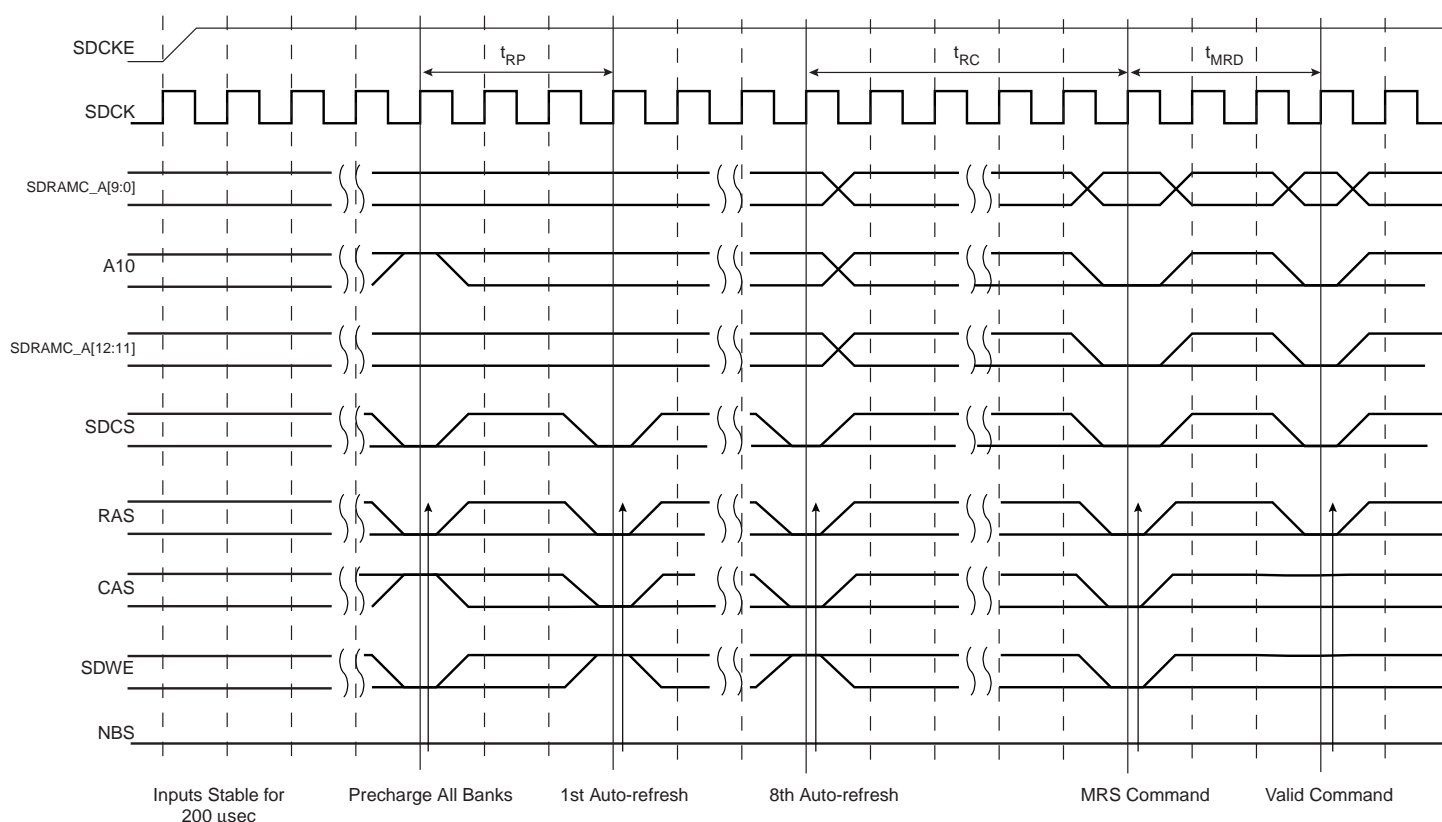 SDCKE
tRP
tRC
tMRD
SDCK
SDRAMC_A[9:0]
A10
SDRAMC_A[12:11]
SDCS
RAS
CAS
SDWE
NBS
Inputs Stable for
200 μsec
Precharge All Banks
1st Auto-refresh
8th Auto-refresh
MRS Command
Valid Command